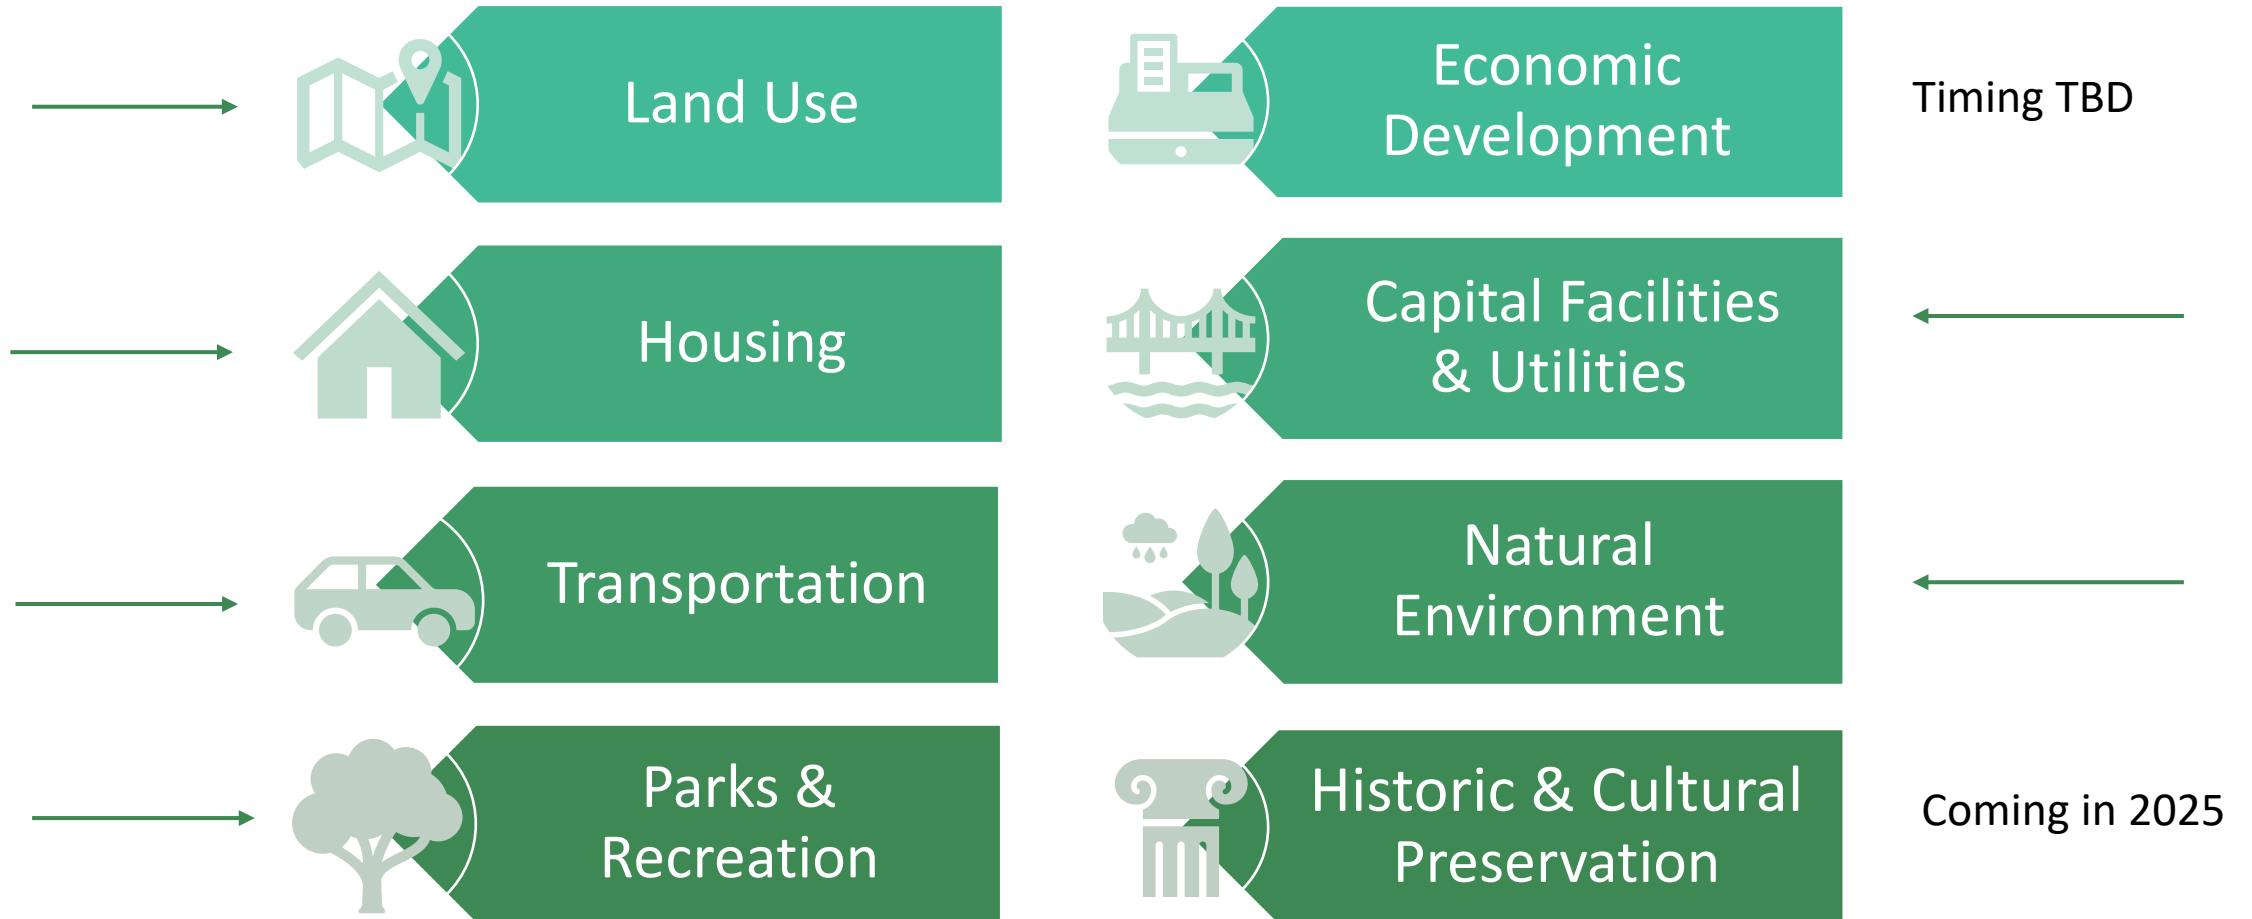 Land Use
Housing
Transportation
Parks &
Recreation
Economic
Development
Timing TBD
Capital Facilities
& Utilities
Natural
Environment
Historic & Cultural
Preservation
Coming in 2025